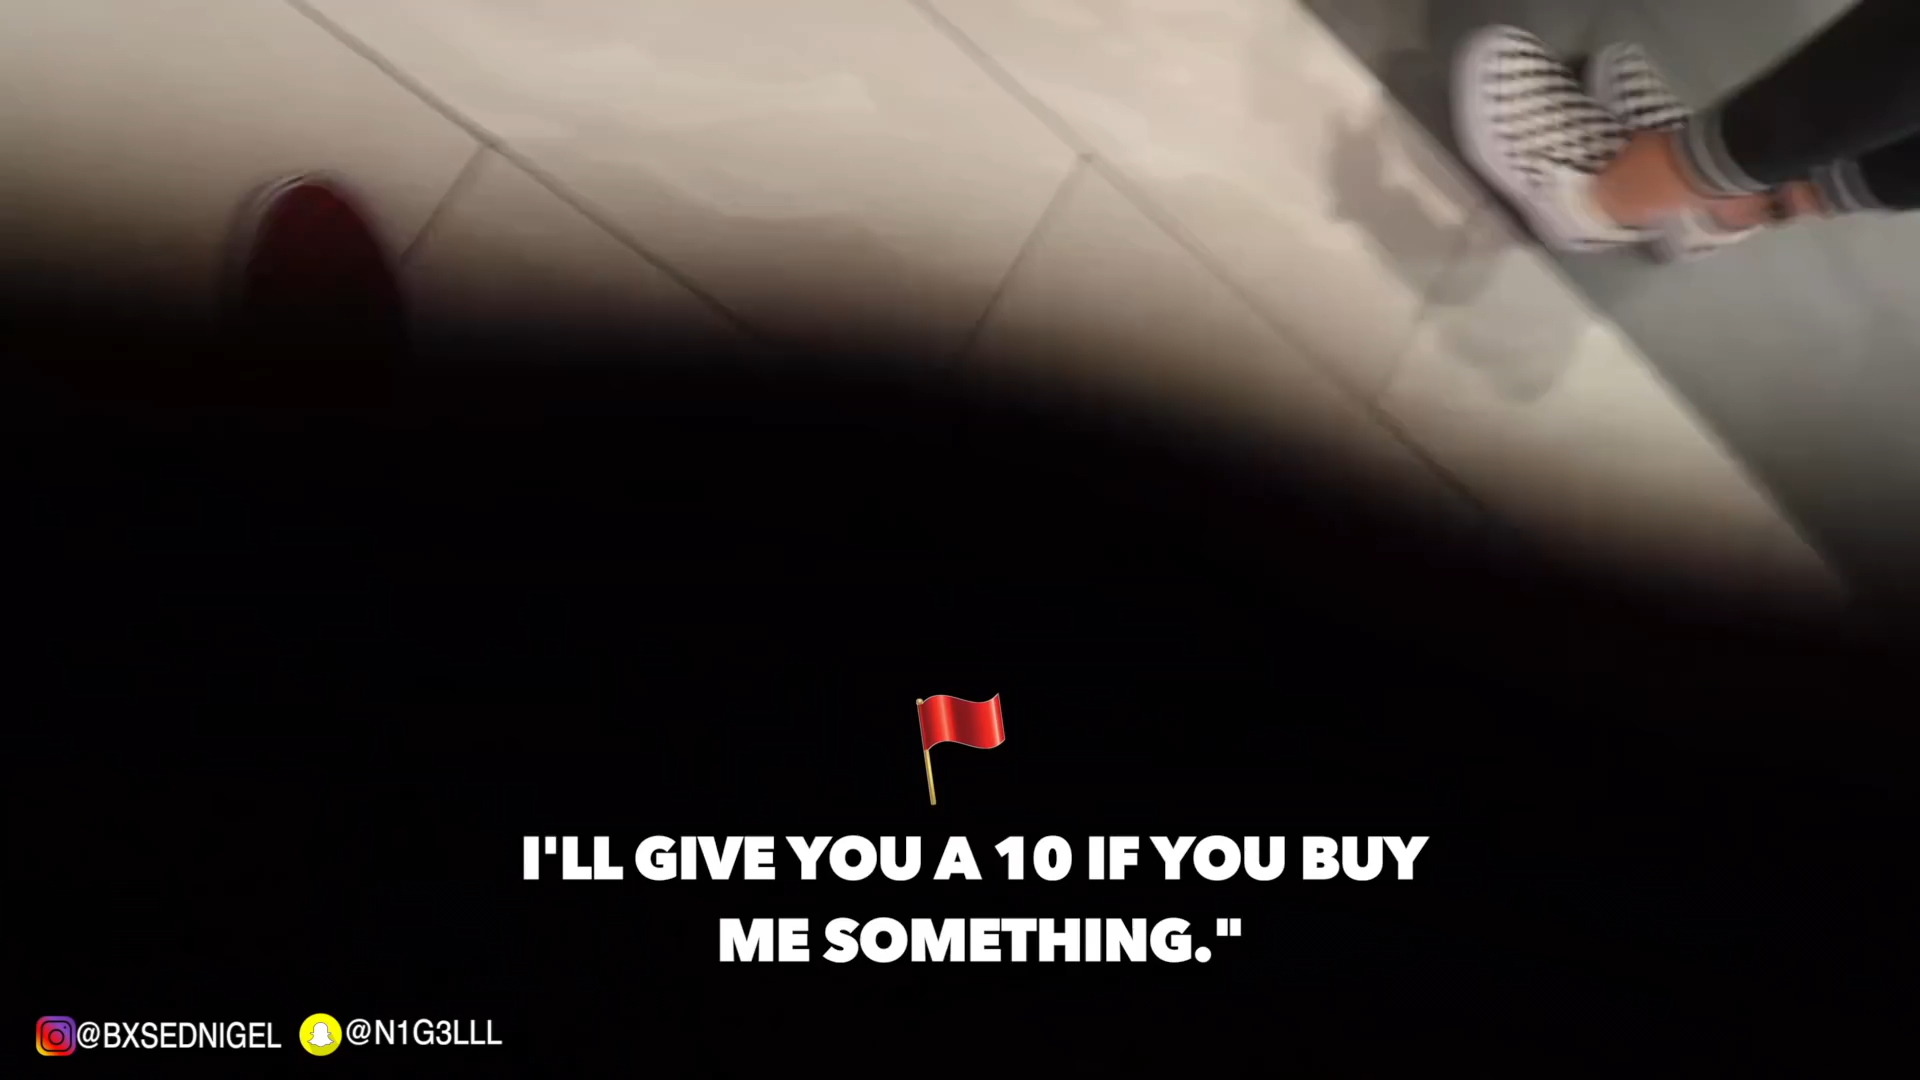 I'LL GIVE YOU A 10 IF YOU BUY
ME SOMETHING."
@BXSEDNIGEL @N1G3LLL